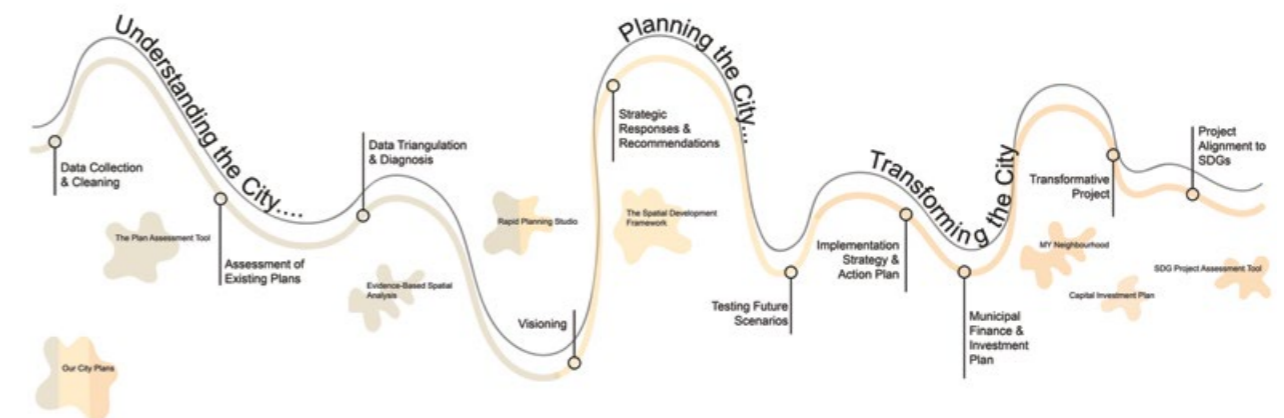 Understanding the City....
Data Collection
& Cleaning
The Plan Assessment Tool
Assessment of
Existing Plans
Data Triangulation
& Diagnosis
Evidence-Based Spatial
Analysis
Our City Plans
Visioning
Rapid Planning Studio
Planning the City...
Strategic
Responses &
Recommendations
The Spatial Development
Framework
Testing Future
Scenarios
Transforming the City
Implementation
Strategy &
Action Plan
Municipal
Finance &
Investment
Plan
MY Neighbourhood
Capital Investment Plan
Transformative
Project
Project
Alignment to
SDGs
SDG Project Assessment Tool